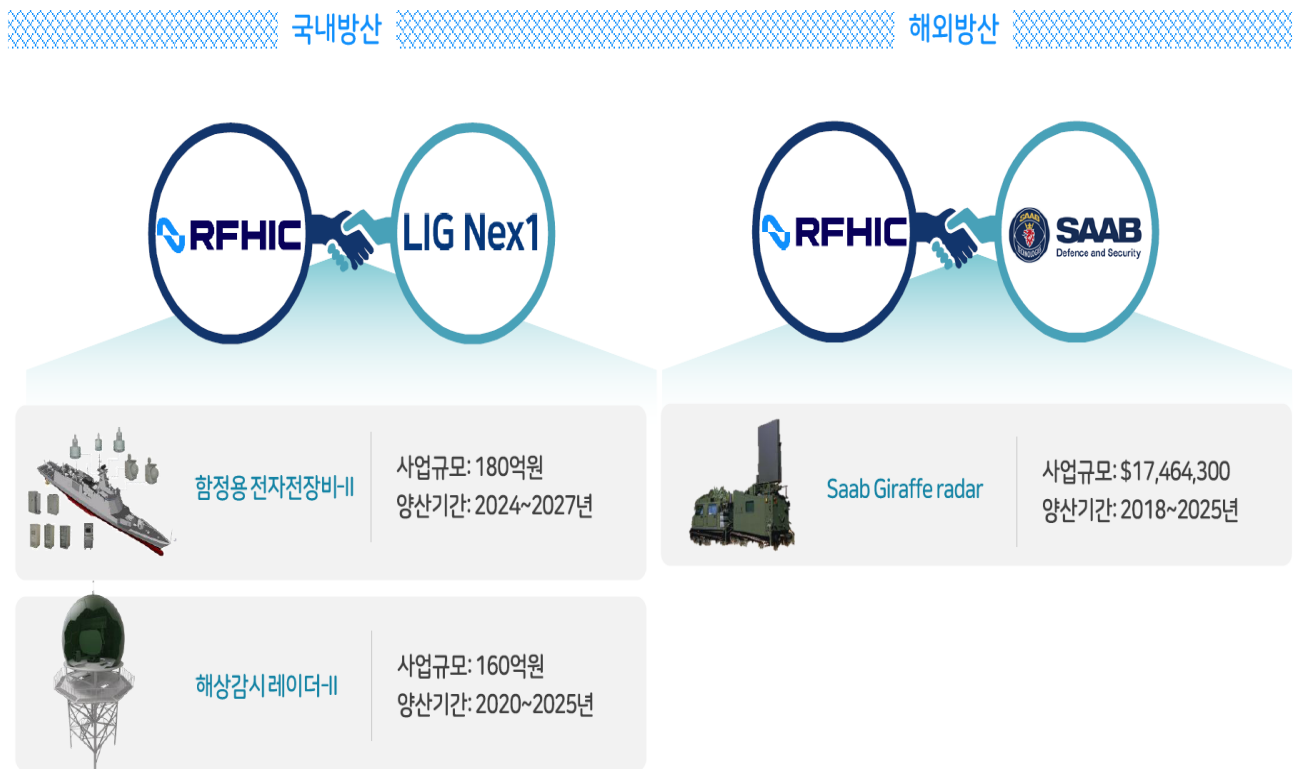 국내방산
해외방산
RFHIC
LIG Nex1
RFHIC
SAAB
SAAB
Defence and Security
함정용 전자전장비-II
사업규모: 180억원
양산기간: 2024~2027년
Saab Giraffe radar
사업규모: $17,464,300
양산기간: 2018~2025년
해상감시레이더-II
사업규모: 160억원
양산기간: 2020~2025년